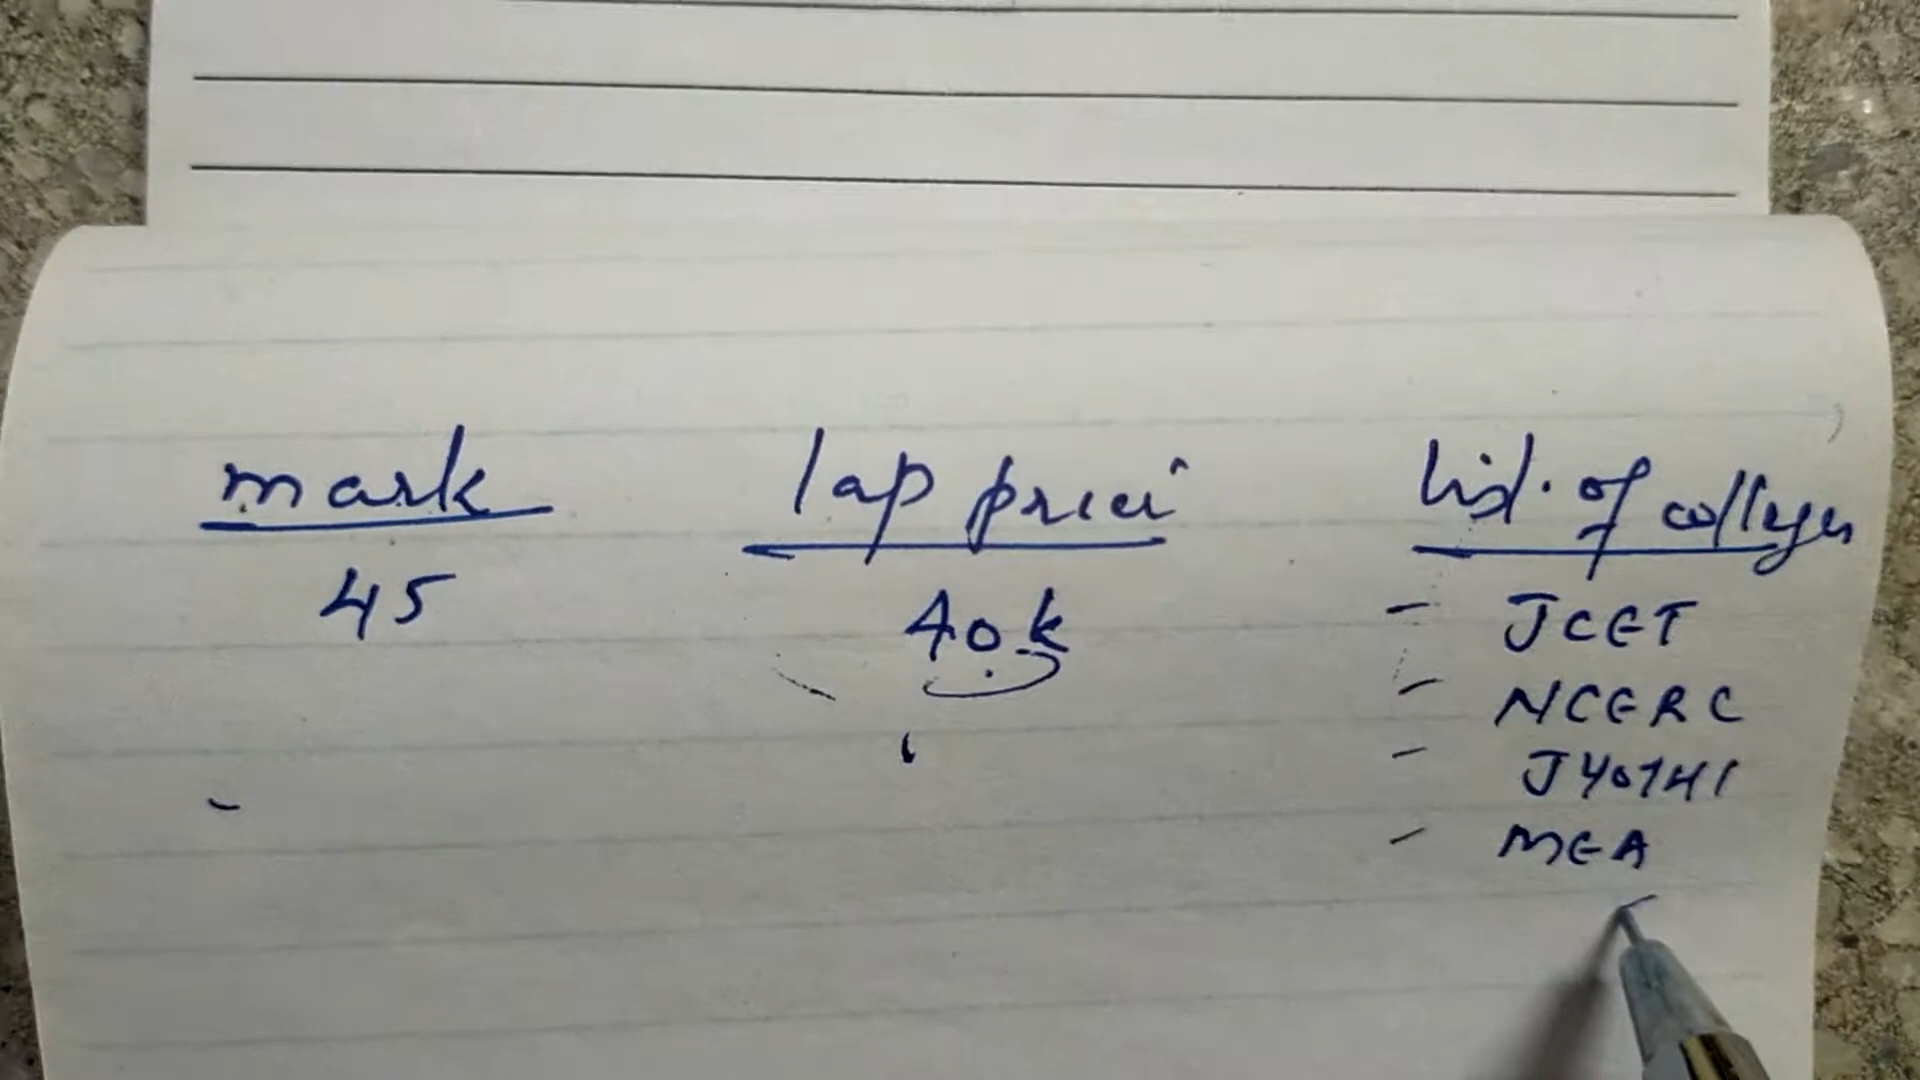 mark lap price list of colleges
45 40k - JCET
- NCERC
- JYOTHI
- MEA